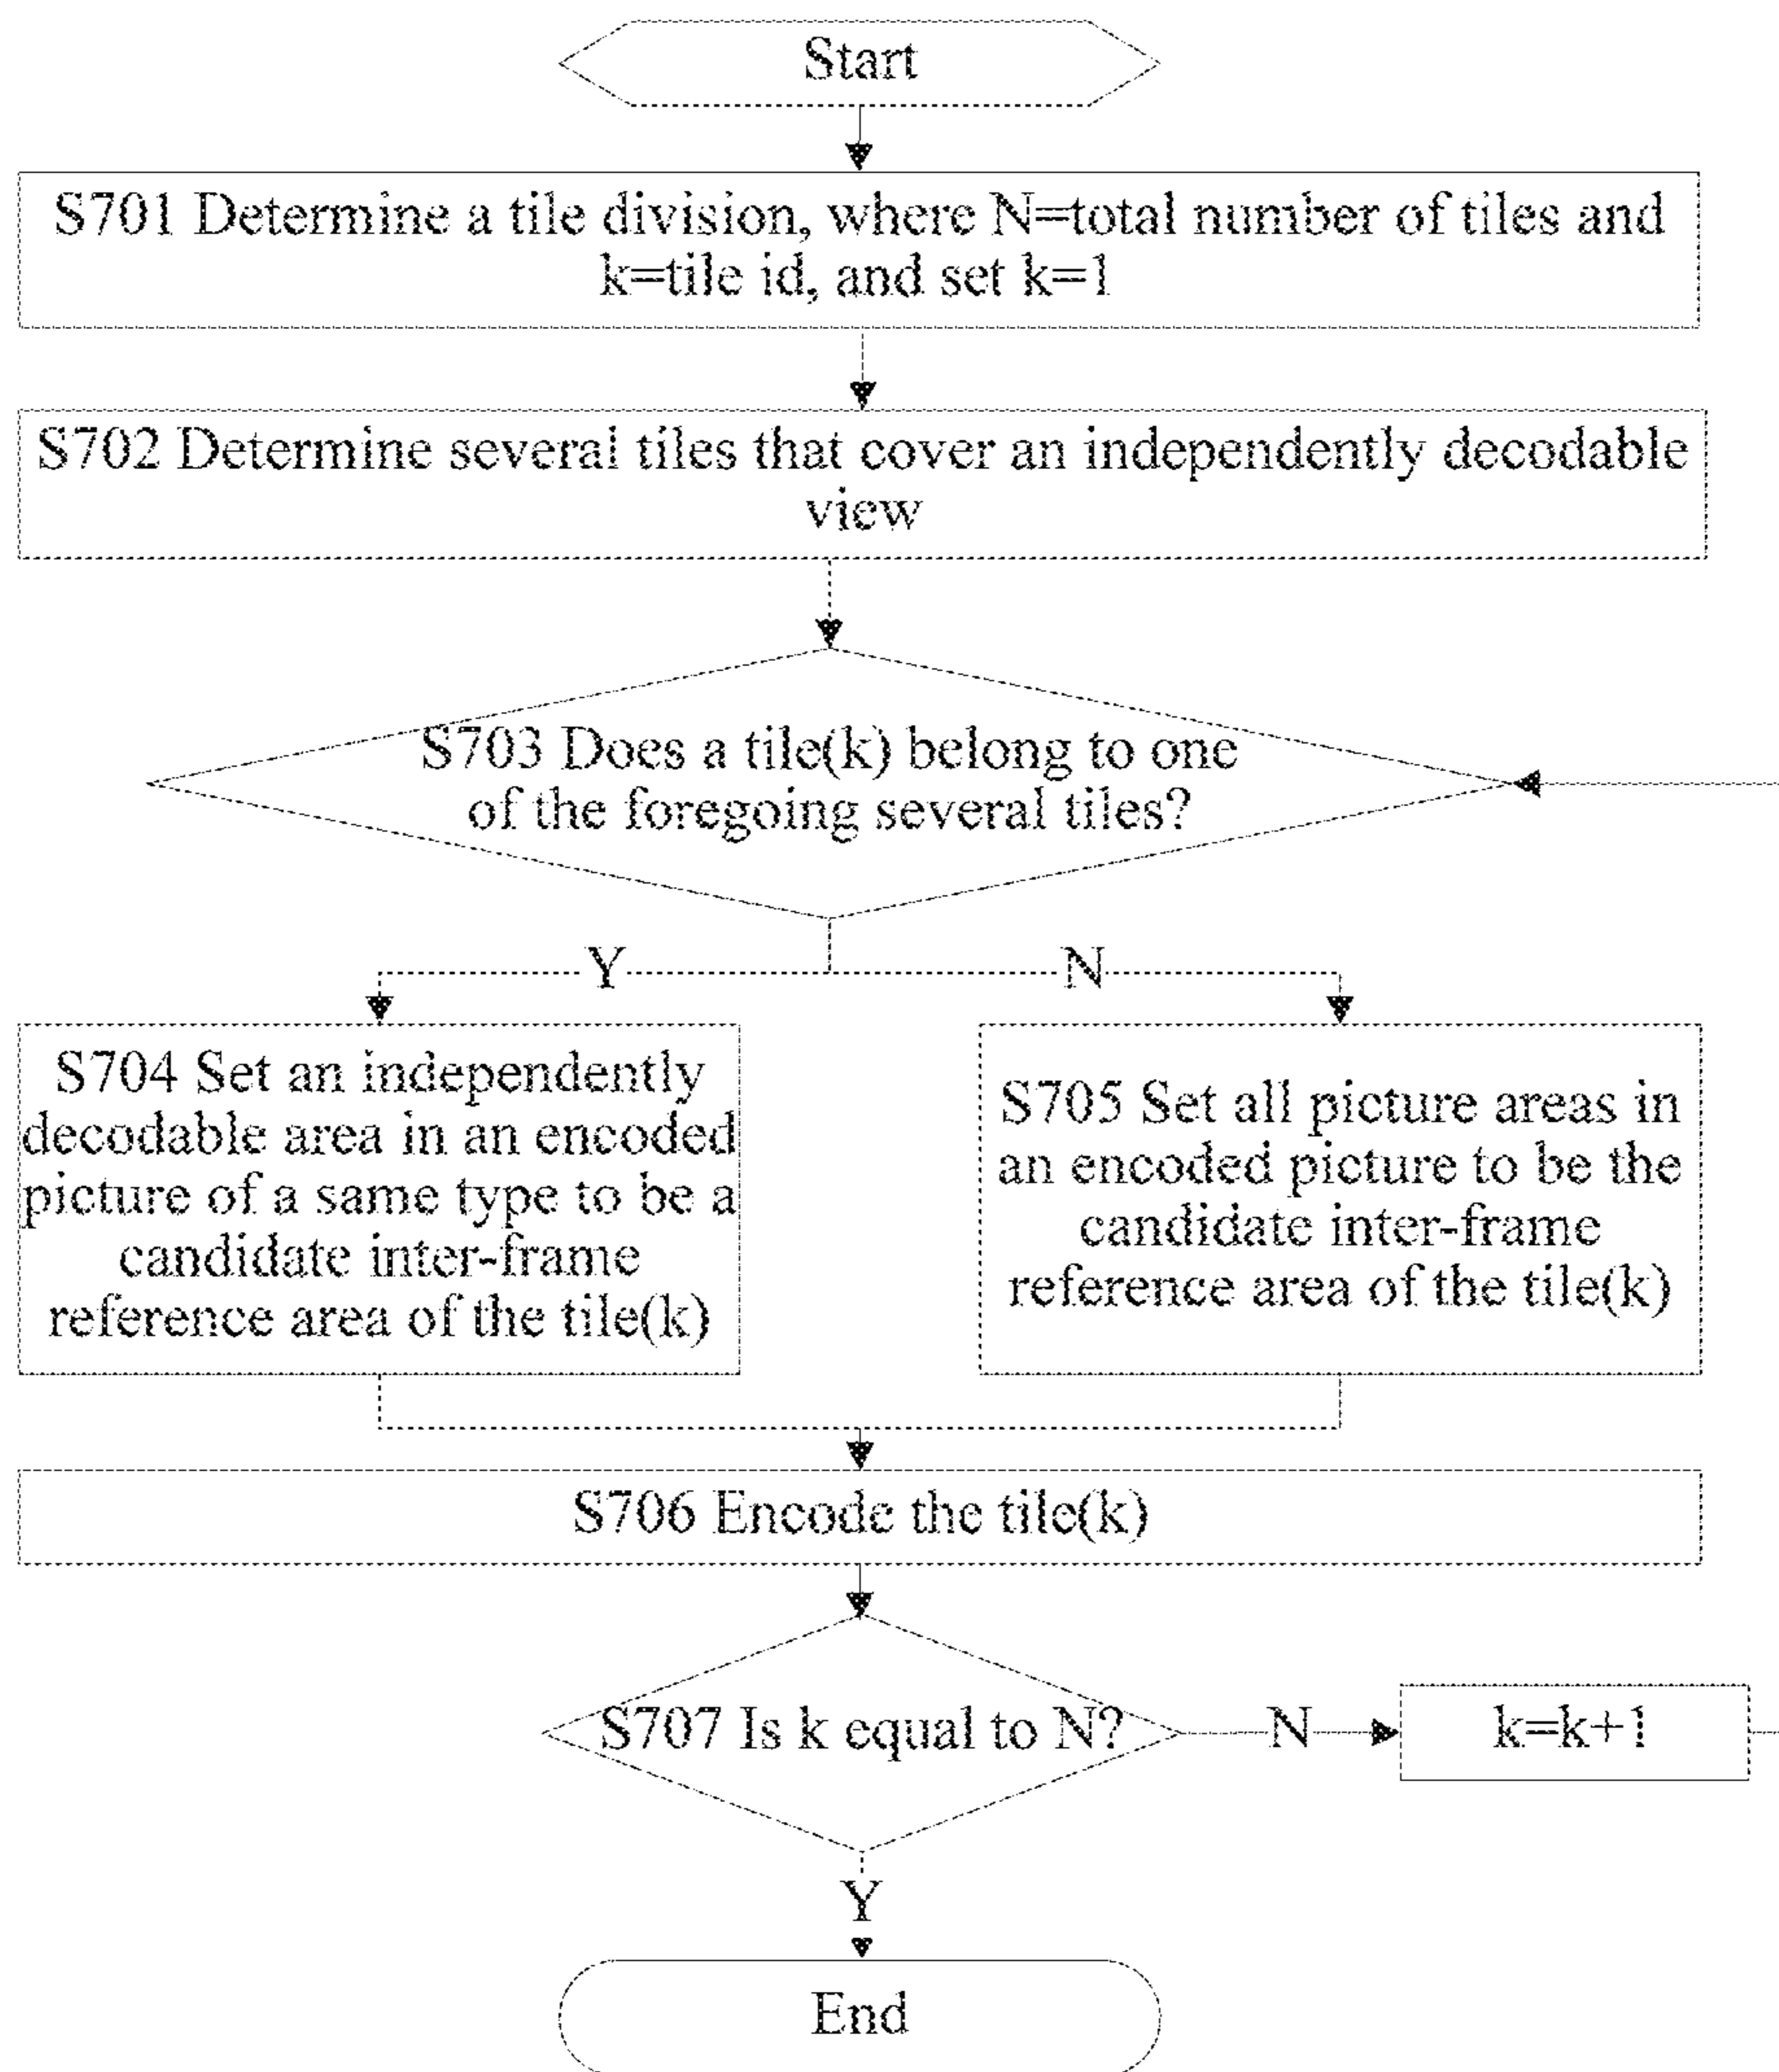 Start
S701 Determine a tile division, where N=total number of tiles and
k=tile id, and set k=1
S702 Determine several tiles that cover an independently decodable
view
S703 Does a tile(k) belong to one
of the foregoing several tiles?
Y
N
S704 Set an independently
decodable area in an encoded
picture of a same type to be a
candidate inter-frame
reference area of the tile(k)
S705 Set all picture areas in
an encoded picture to be the
candidate inter-frame
reference area of the tile(k)
S706 Encode the tile(k)
S707 Is k equal to N?
N
k=k+1
Y
End